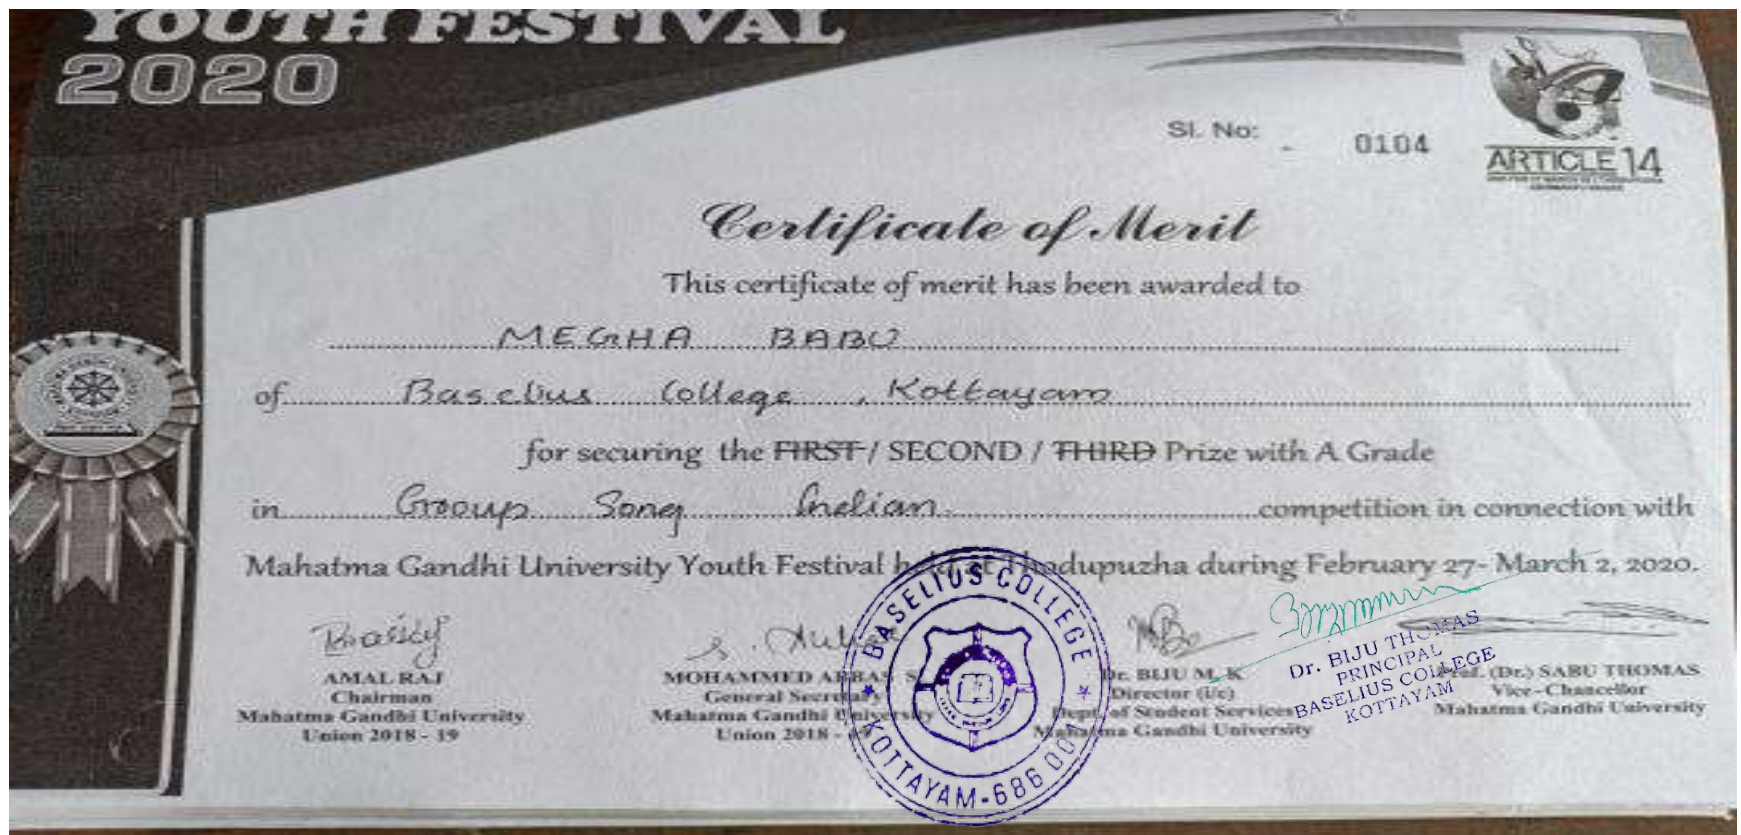 YOUTH FESTIVAL
2020
Sl. No: 0104
ARTICLE 14
Certificate of Merit
This certificate of merit has been awarded to
MEGHA BABU
of Baselius College, Kottayam
for securing the FIRST / SECOND / THIRD Prize with A Grade
in Group Song Indian competition in connection with
Mahatma Gandhi University Youth Festival held at Thodupuzha during February 27- March 2, 2020.
AMAL RAJ
Chairman
Mahatma Gandhi University
Union 2018 - 19
MOHAMMED ABBAS S
General Secretary
Mahatma Gandhi University
Union 2018 - 19
BASELIUS COLLEGE
KOTTAYAM-686 001
Dr. BIJU M. K
Director (i/c)
Dept. of Student Services
Mahatma Gandhi University
Dr. BIJU THOMAS
PRINCIPAL
BASELIUS COLLEGE
KOTTAYAM
Prof. (Dr.) SABU THOMAS
Vice-Chancellor
Mahatma Gandhi University